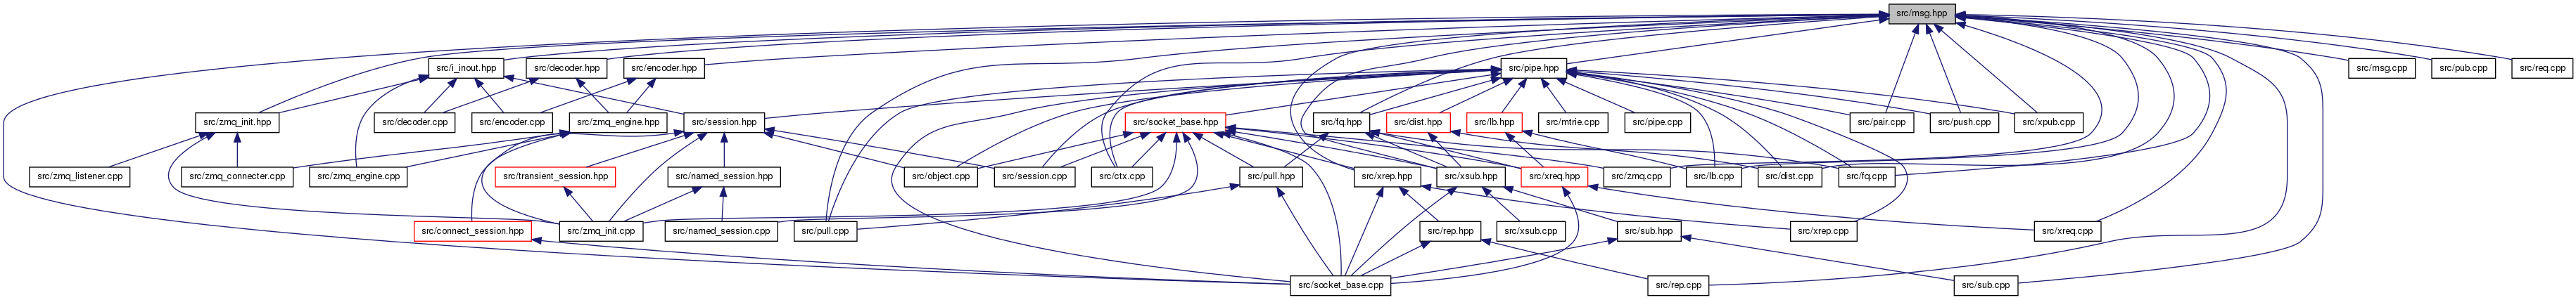 src/msg.hpp
src/i_inout.hpp
src/decoder.hpp
src/encoder.hpp
src/pipe.hpp
src/msg.cpp
src/pub.cpp
src/req.cpp
src/zmq_init.hpp
src/decoder.cpp
src/encoder.cpp
src/zmq_engine.hpp
src/session.hpp
src/socket_base.hpp
src/fq.hpp
src/dist.hpp
src/lb.hpp
src/mtrie.cpp
src/pipe.cpp
src/pair.cpp
src/push.cpp
src/xpub.cpp
src/zmq_listener.cpp
src/zmq_connecter.cpp
src/zmq_engine.cpp
src/transient_session.hpp
src/named_session.hpp
src/object.cpp
src/session.cpp
src/ctx.cpp
src/pull.hpp
src/xrep.hpp
src/xsub.hpp
src/xreq.hpp
src/zmq.cpp
src/lb.cpp
src/dist.cpp
src/fq.cpp
src/connect_session.hpp
src/zmq_init.cpp
src/named_session.cpp
src/pull.cpp
src/rep.hpp
src/xsub.cpp
src/sub.hpp
src/xrep.cpp
src/xreq.cpp
src/socket_base.cpp
src/rep.cpp
src/sub.cpp